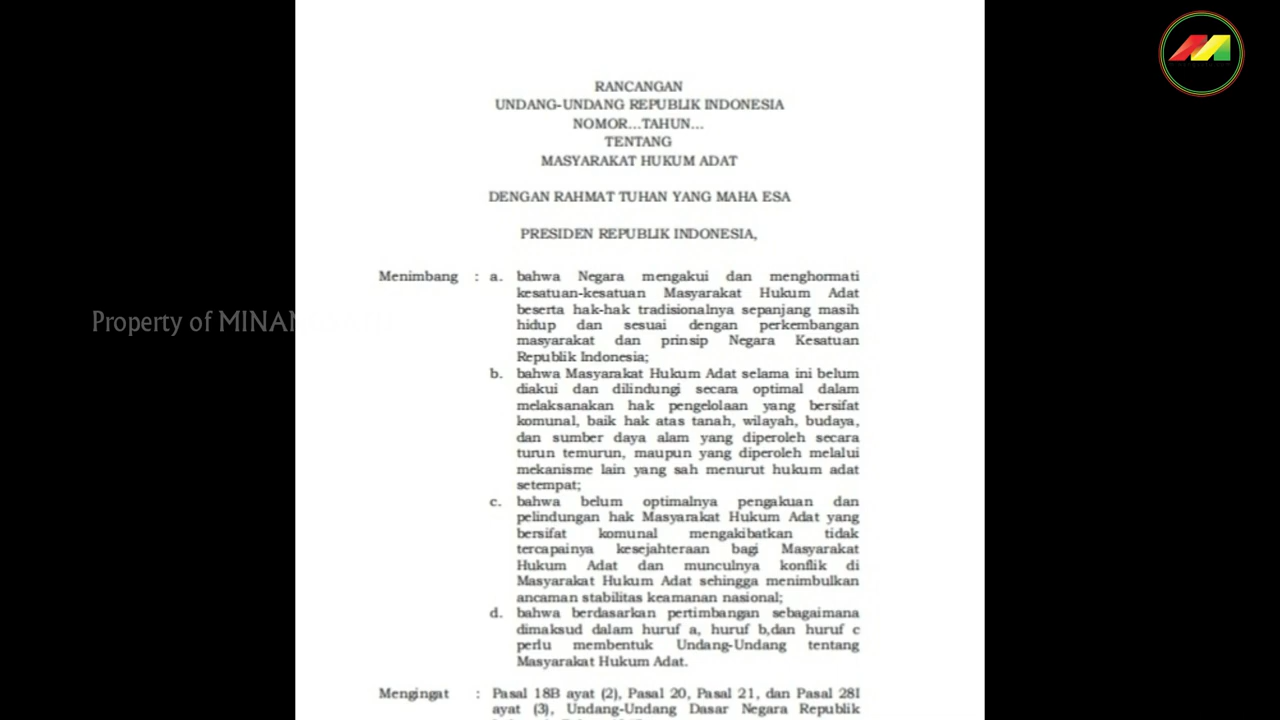 RANCANGAN
UNDANG-UNDANG REPUBLIK INDONESIA
NOMOR...TAHUN...
TENTANG
MASYARAKAT HUKUM ADAT
DENGAN RAHMAT TUHAN YANG MAHA ESA
PRESIDEN REPUBLIK INDONESIA,
Menimbang : a. bahwa Negara mengakui dan menghormati
kesatuan-kesatuan Masyarakat Hukum Adat
beserta hak-hak tradisionalnya sepanjang masih
hidup dan sesuai dengan perkembangan
masyarakat dan prinsip Negara Kesatuan
Republik Indonesia;
b. bahwa Masyarakat Hukum Adat selama ini belum
diakui dan dilindungi secara optimal dalam
melaksanakan hak pengelolaan yang bersifat
komunal, baik hak atas tanah, wilayah, budaya,
dan sumber daya alam yang diperoleh secara
turun temurun, maupun yang diperoleh melalui
mekanisme lain yang sah menurut hukum adat
setempat;
c. bahwa belum optimalnya pengakuan dan
pelindungan hak Masyarakat Hukum Adat yang
bersifat komunal mengakibatkan tidak
tercapainya kesejahteraan bagi Masyarakat
Hukum Adat dan munculnya konflik di
Masyarakat Hukum Adat sehingga menimbulkan
ancaman stabilitas keamanan nasional;
d. bahwa berdasarkan pertimbangan sebagaimana
dimaksud dalam huruf a, huruf b,dan huruf c
perlu membentuk Undang-Undang tentang
Masyarakat Hukum Adat.
Mengingat : Pasal 18B ayat (2), Pasal 20, Pasal 21, dan Pasal 28I
ayat (3), Undang-Undang Dasar Negara Republik
Property of